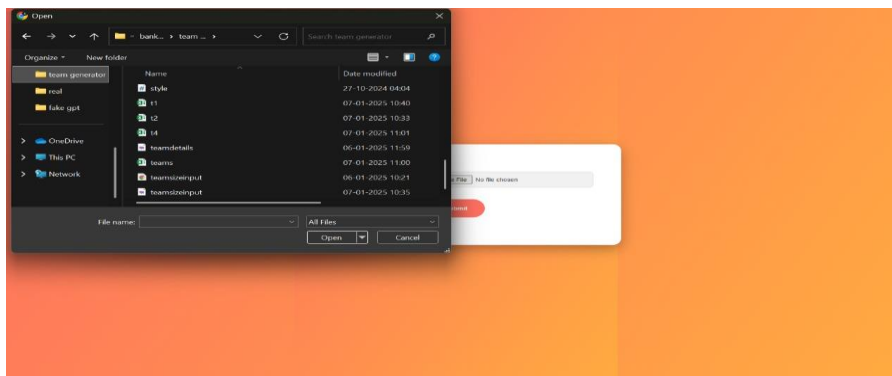 Open
bank... › team ... ›
Search team generator
Organize
New folder
team generator
real
fake gpt
OneDrive
This PC
Network
Name
Date modified
style 27-10-2024 04:04
t1 07-01-2025 10:40
t2 07-01-2025 10:33
t4 07-01-2025 11:01
teamdetails 06-01-2025 11:59
teams 07-01-2025 11:00
teamsizeinput 06-01-2025 10:21
teamsizeinput 07-01-2025 10:35
File name:
All Files
Open
Cancel
File No file chosen